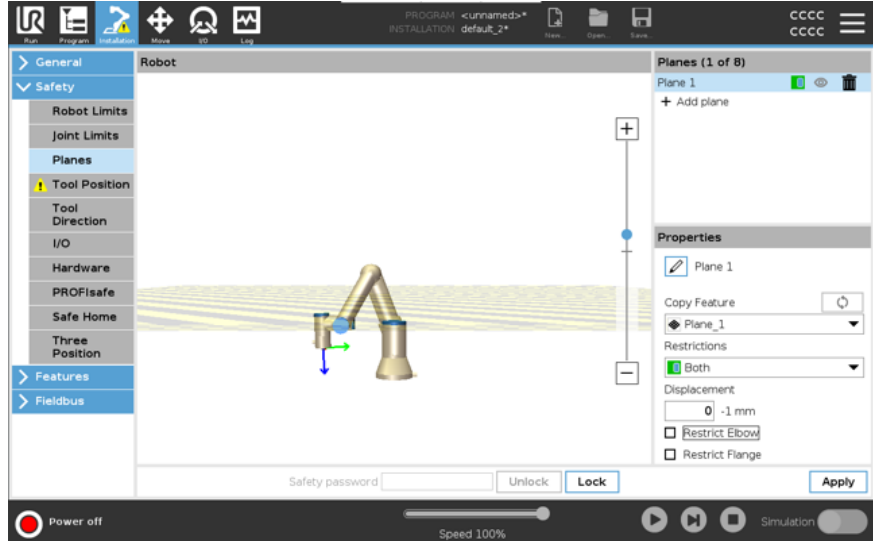 PROGRAM <unnamed>*
INSTALLATION default_2*
CCCC
CCCC
Run Program Installation Move I/O Log New... Open... Save...
General
Safety
Robot Limits
Joint Limits
Planes
Tool Position
Tool
Direction
I/O
Hardware
PROFIsafe
Safe Home
Three
Position
Features
Fieldbus
Robot
Planes (1 of 8)
Plane 1
+ Add plane
Properties
Plane 1
Copy Feature
Plane_1
Restrictions
Both
Displacement
0 -1 mm
Restrict Elbow
Restrict Flange
Safety password Unlock Lock Apply
Power off
Speed 100%
Simulation